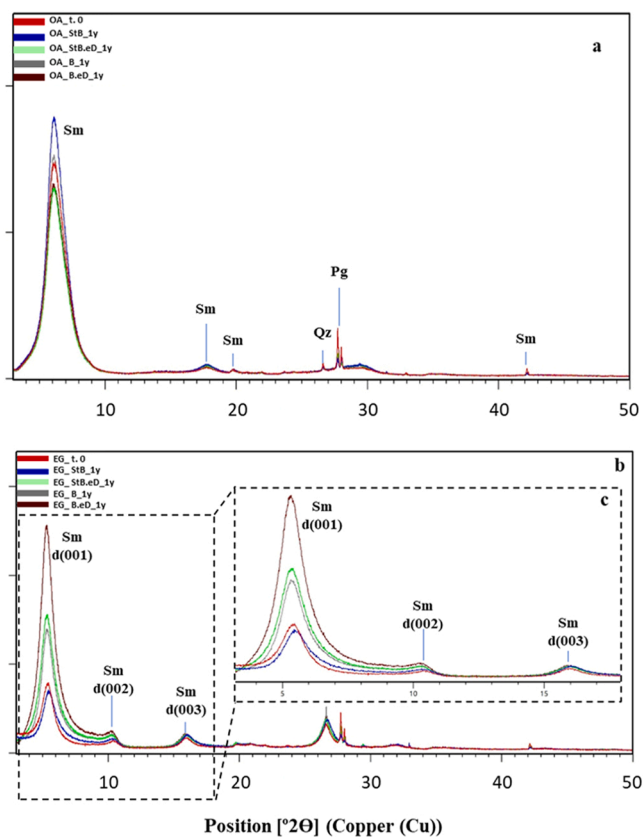 OA_t. 0
OA_StB_1y
OA_StB.eD_1y
OA_B_1y
OA_B.eD_1y
a
Sm
Sm
Sm
Qz
Pg
Sm
10
20
30
40
50
EG_t. 0
EG_StB_1y
EG_StB.eD_1y
EG_B_1y
EG_B.eD_1y
b
Sm
d(001)
Sm
d(002)
Sm
d(003)
c
Sm
d(001)
Sm
d(002)
Sm
d(003)
5
10
15
10
20
30
40
50
Position [º2Ɵ] (Copper (Cu))